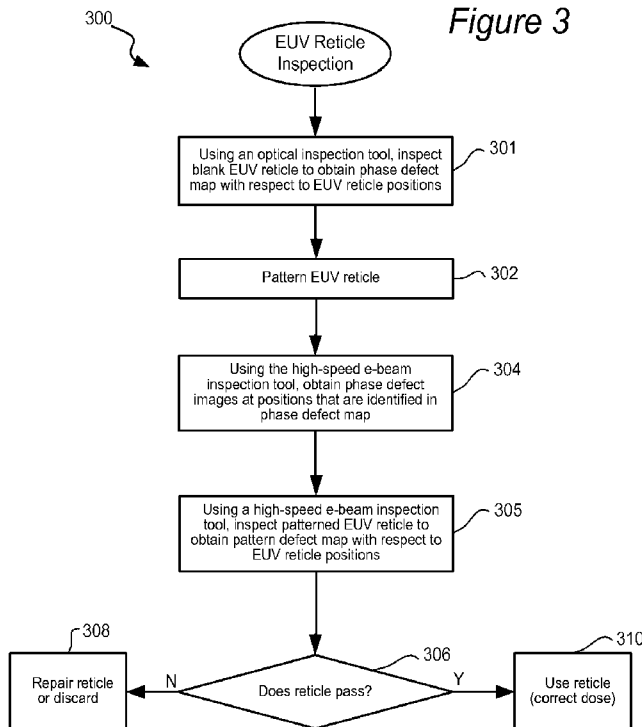 Figure 3
300
EUV Reticle
Inspection
301
Using an optical inspection tool, inspect
blank EUV reticle to obtain phase defect
map with respect to EUV reticle positions
302
Pattern EUV reticle
304
Using the high-speed e-beam
inspection tool, obtain phase defect
images at positions that are identified in
phase defect map
305
Using a high-speed e-beam inspection
tool, inspect patterned EUV reticle to
obtain pattern defect map with respect to
EUV reticle positions
308
306
310
Repair reticle
or discard
N
Does reticle pass?
Y
Use reticle
(correct dose)